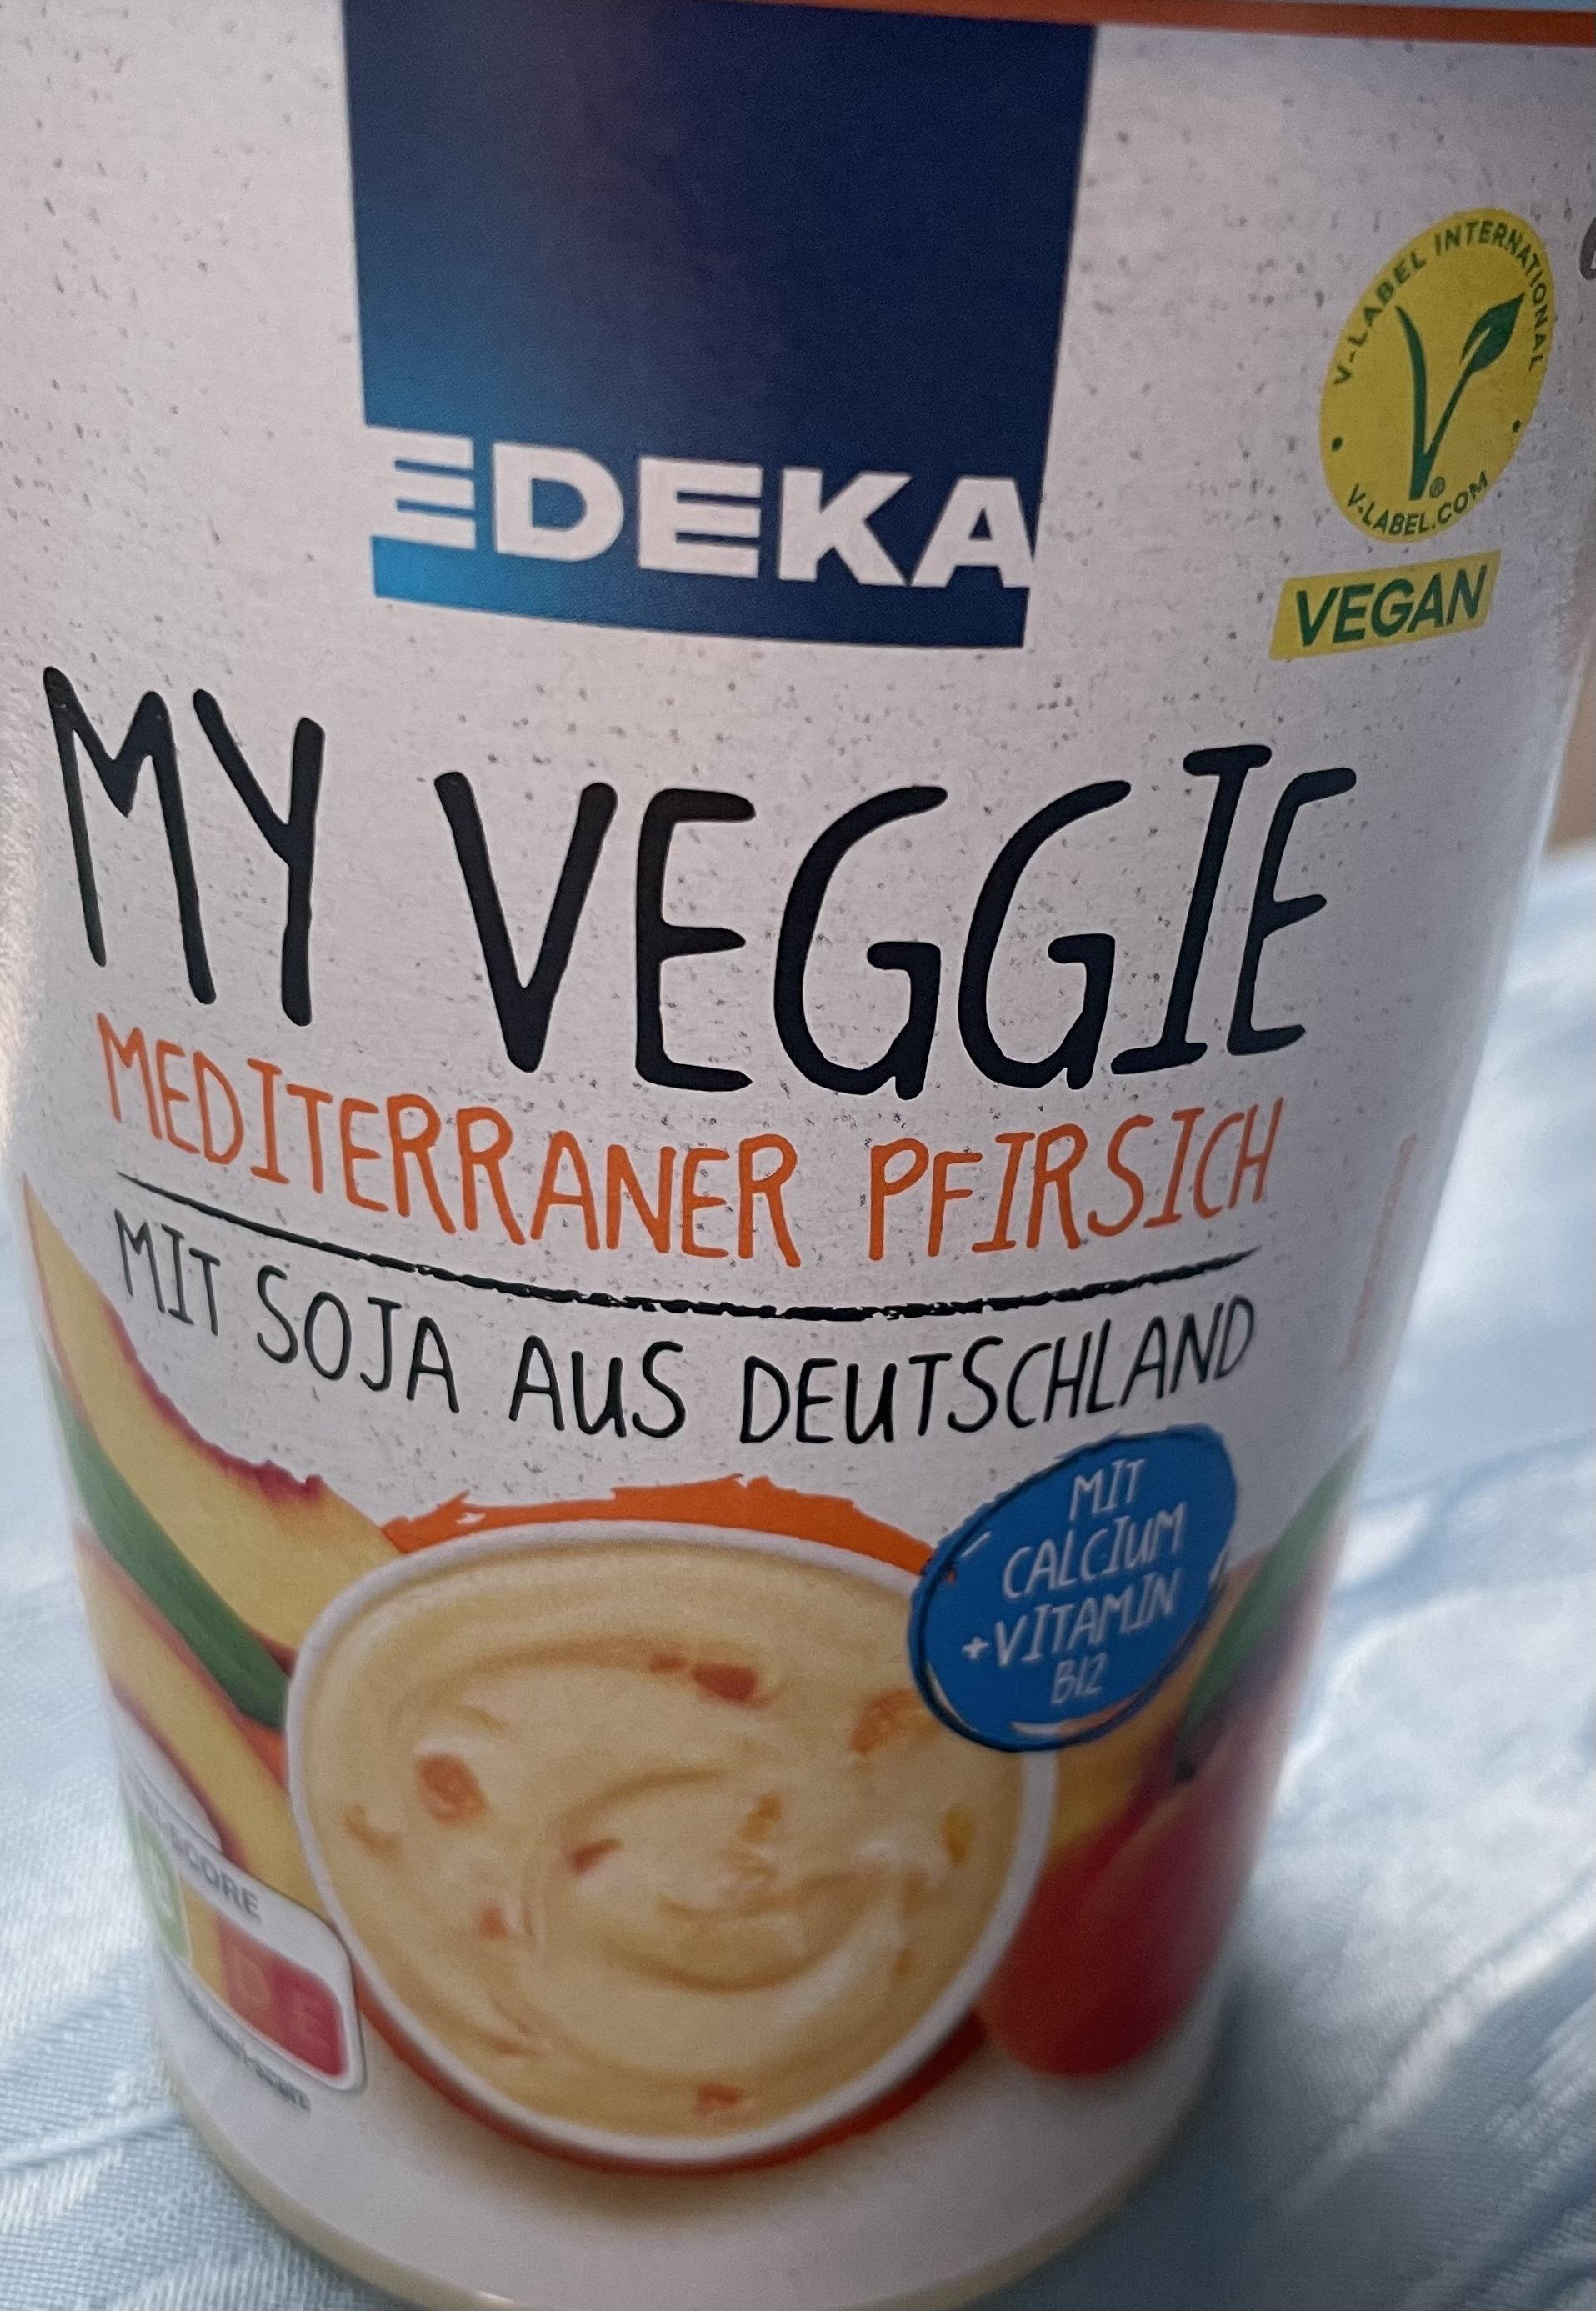 EDEKA
V-LABEL INTERNATIONAL
V-LABEL.COM
VEGAN
MY VEGGIE
MEDITERRANER PFIRSICH
MIT SOJA AUS DEUTSCHLAND
MIT
CALCIUM
+VITAMIN
B12
D E